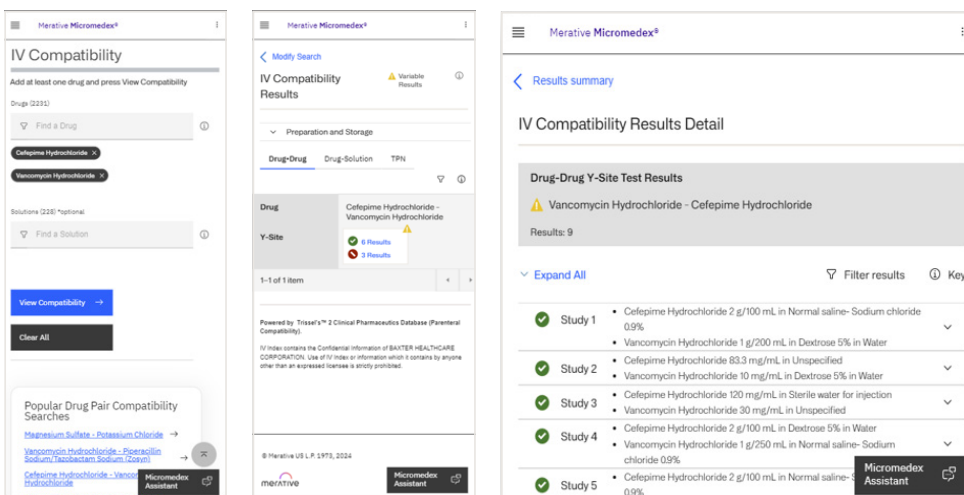 Merative Micromedex®
IV Compatibility
Add at least one drug and press View Compatibility
Drugs (2231)
Find a Drug
Cefepime Hydrochloride ×
Vancomycin Hydrochloride ×
Solutions (228) *optional
Find a Solution
View Compatibility →
Clear All
Popular Drug Pair Compatibility
Searches
Magnesium Sulfate - Potassium Chloride →
Vancomycin Hydrochloride - Piperacillin
Sodium/Tazobactam Sodium (Zosyn) →
Cefepime Hydrochloride -
Hydrochloride
Micromedex
Assistant
Merative Micromedex®
Modify Search
IV Compatibility
Results
Variable
Results
Preparation and Storage
Drug-Drug Drug-Solution TPN
Drug
Cefepime Hydrochloride -
Vancomycin Hydrochloride
Y-Site
6 Results
3 Results
1–1 of 1 item
Powered by Trissel's™ 2 Clinical Pharmaceutics Database (Parenteral
Compatibility).
IV Index contains the Confidential Information of BAXTER HEALTHCARE
CORPORATION. Use of IV Index or information which it contains by anyone
other than an expressed licensee is strictly prohibited.
© Merative US L.P. 1973, 2024
merative
Micromedex
Assistant
Merative Micromedex®
Results summary
IV Compatibility Results Detail
Drug-Drug Y-Site Test Results
Vancomycin Hydrochloride - Cefepime Hydrochloride
Results: 9
Expand All
Filter results
Key
Study 1
• Cefepime Hydrochloride 2 g/100 mL in Normal saline- Sodium chloride
0.9%
• Vancomycin Hydrochloride 1 g/200 mL in Dextrose 5% in Water
Study 2
• Cefepime Hydrochloride 83.3 mg/mL in Unspecified
• Vancomycin Hydrochloride 10 mg/mL in Dextrose 5% in Water
Study 3
• Cefepime Hydrochloride 120 mg/mL in Sterile water for injection
• Vancomycin Hydrochloride 30 mg/mL in Unspecified
Study 4
• Cefepime Hydrochloride 2 g/100 mL in Dextrose 5% in Water
• Vancomycin Hydrochloride 1 g/250 mL in Normal saline- Sodium
chloride 0.9%
Study 5
• Cefepime Hydrochloride 2 g/100 mL in Normal saline-
0.9%
Micromedex
Assistant